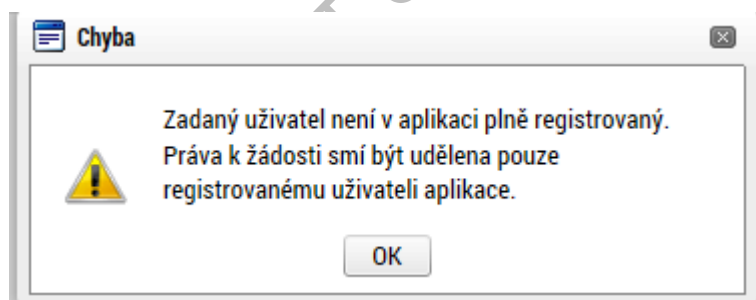 Chyba
Zadaný uživatel není v aplikaci plně registrovaný.
Práva k žádosti smí být udělena pouze
registrovanému uživateli aplikace.
OK